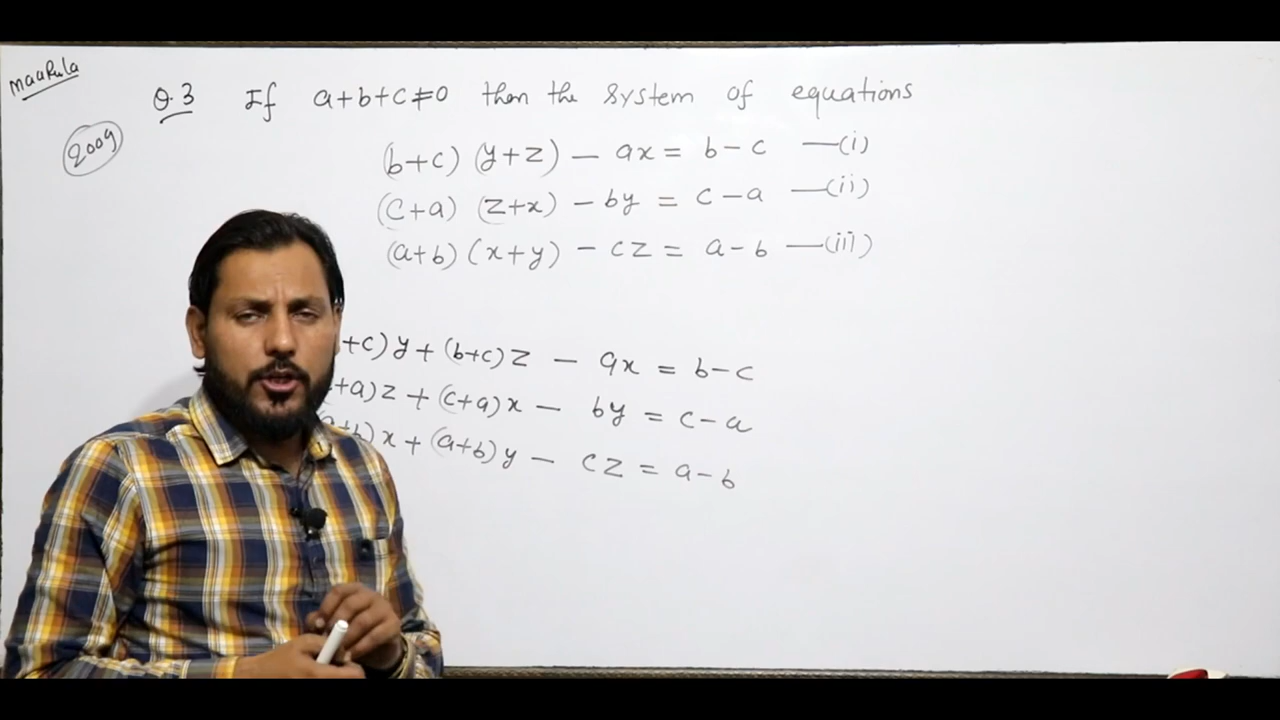 maarula
Q.3 If a+b+c≠0 then the system of equations
2009
(b+c) (y+z) – ax = b–c —(i)
(c+a) (z+x) – by = c–a —(ii)
(a+b) (x+y) – cz = a–b —(iii)
+c)y + (b+c)z – ax = b–c
+a)z + (c+a)x – by = c–a
+b)x + (a+b)y – cz = a–b